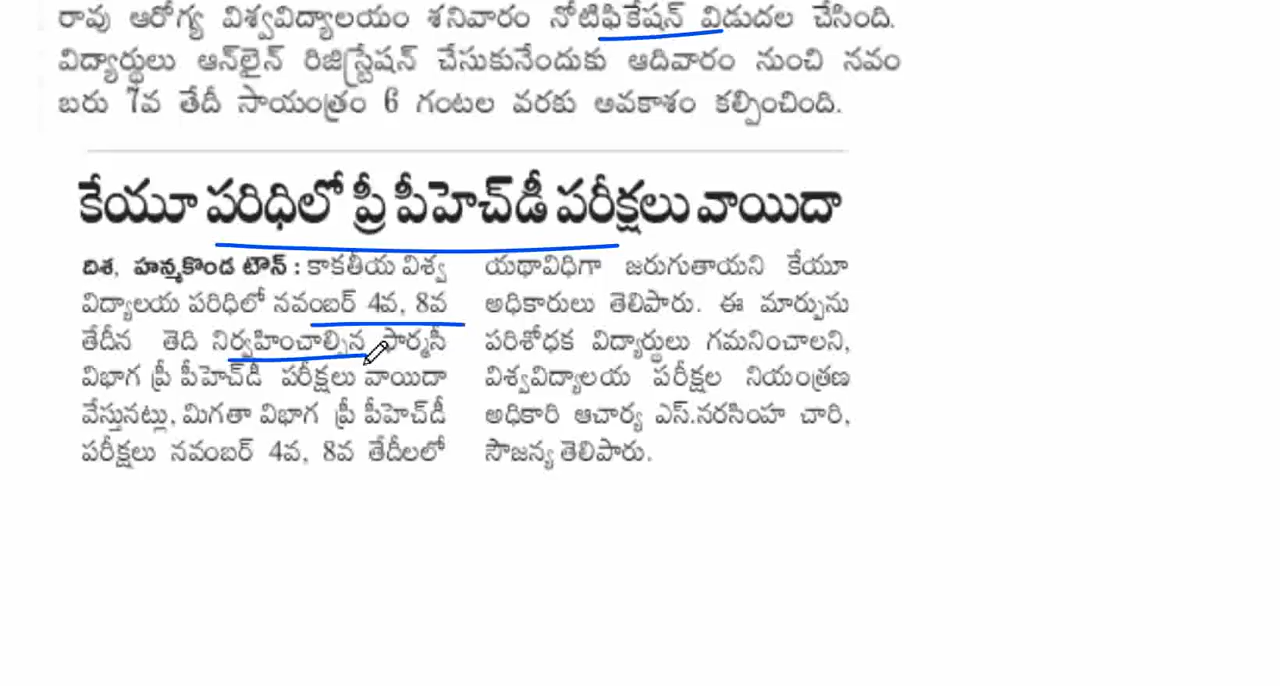 రావు ఆరోగ్య విశ్వవిద్యాలయం శనివారం నోటిఫికేషన్ విడుదల చేసింది.
విద్యార్థులు ఆన్‌లైన్ రిజిస్ట్రేషన్ చేసుకునేందుకు ఆదివారం నుంచి నవం
బరు 7వ తేదీ సాయంత్రం 6 గంటల వరకు అవకాశం కల్పించింది.
కేయూ పరిధిలో ప్రీ పీహెచ్‌డీ పరీక్షలు వాయిదా
దిశ, హన్మకొండ టౌన్ : కాకతీయ విశ్వ
విద్యాలయ పరిధిలో నవంబర్ 4వ, 8వ
తేదీన తెది నిర్వహించాల్సిన ఫార్మసీ
విభాగ ప్రీ పీహెచ్‌డీ పరీక్షలు వాయిదా
వేస్తునట్లు, మిగతా విభాగ ప్రీ పీహెచ్‌డీ
పరీక్షలు నవంబర్ 4వ, 8వ తేదీలలో
యథావిధిగా జరుగుతాయని కేయూ
అధికారులు తెలిపారు. ఈ మార్పును
పరిశోధక విద్యార్థులు గమనించాలని,
విశ్వవిద్యాలయ పరీక్షల నియంత్రణ
అధికారి ఆచార్య ఎస్.నరసింహ చారి,
సౌజన్య తెలిపారు.